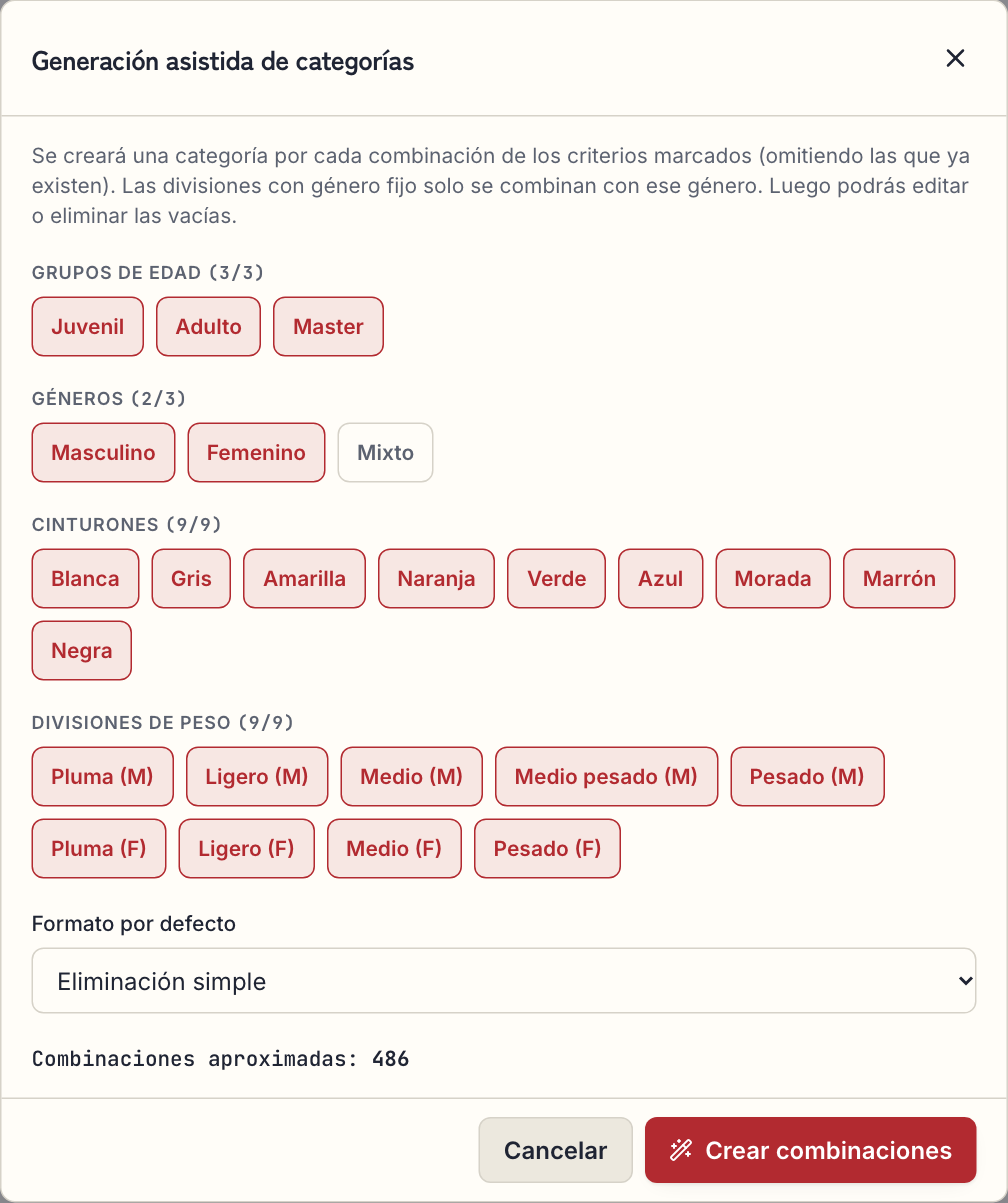 Generación asistida de categorías
Se creará una categoría por cada combinación de los criterios marcados (omitiendo las que ya
existen). Las divisiones con género fijo solo se combinan con ese género. Luego podrás editar
o eliminar las vacías.
GRUPOS DE EDAD (3/3)
Juvenil Adulto Master
GÉNEROS (2/3)
Masculino Femenino Mixto
CINTURONES (9/9)
Blanca Gris Amarilla Naranja Verde Azul Morada Marrón
Negra
DIVISIONES DE PESO (9/9)
Pluma (M) Ligero (M) Medio (M) Medio pesado (M) Pesado (M)
Pluma (F) Ligero (F) Medio (F) Pesado (F)
Formato por defecto
Eliminación simple
Combinaciones aproximadas: 486
Cancelar Crear combinaciones